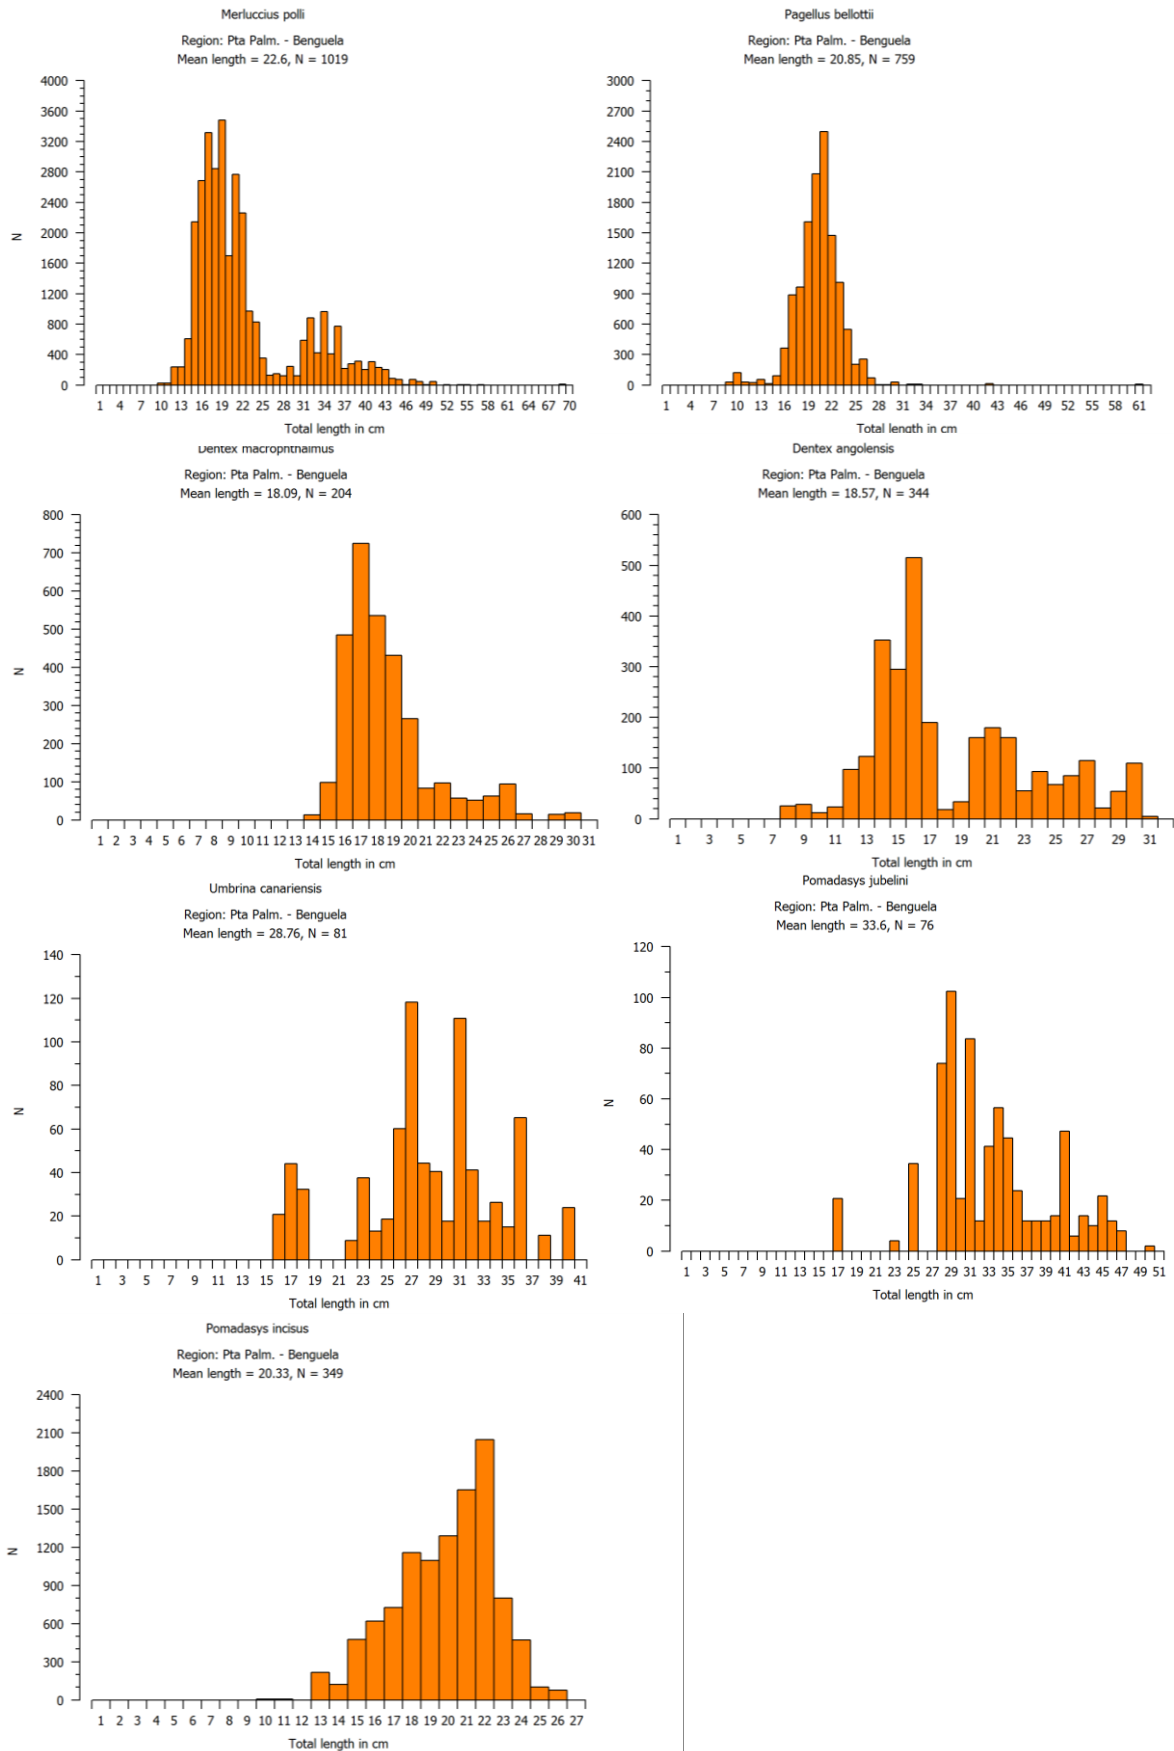 Merluccius polli
Region: Pta Palm. - Benguela
Mean length = 22.6, N = 1019
4000
3600
3200
2800
2400
2000
1600
1200
800
400
0
N
1 4 7 10 13 16 19 22 25 28 31 34 37 40 43 46 49 52 55 58 61 64 67 70
Total length in cm
Pagellus bellottii
Region: Pta Palm. - Benguela
Mean length = 20.85, N = 759
3000
2700
2400
2100
1800
1500
1200
900
600
300
0
1 4 7 10 13 16 19 22 25 28 31 34 37 40 43 46 49 52 55 58 61
Total length in cm
Dentex macrophthalmus
Region: Pta Palm. - Benguela
Mean length = 18.09, N = 204
800
700
600
500
400
300
200
100
0
N
1 2 3 4 5 6 7 8 9 10 11 12 13 14 15 16 17 18 19 20 21 22 23 24 25 26 27 28 29 30 31
Total length in cm
Dentex angolensis
Region: Pta Palm. - Benguela
Mean length = 18.57, N = 344
600
500
400
300
200
100
0
1 3 5 7 9 11 13 15 17 19 21 23 25 27 29 31
Total length in cm
Umbrina canariensis
Region: Pta Palm. - Benguela
Mean length = 28.76, N = 81
140
120
100
80
60
40
20
0
N
1 3 5 7 9 11 13 15 17 19 21 23 25 27 29 31 33 35 37 39 41
Total length in cm
Pomadasys jubelini
Region: Pta Palm. - Benguela
Mean length = 33.6, N = 76
120
100
80
60
40
20
0
N
1 3 5 7 9 11 13 15 17 19 21 23 25 27 29 31 33 35 37 39 41 43 45 47 49 51
Total length in cm
Pomadasys incisus
Region: Pta Palm. - Benguela
Mean length = 20.33, N = 349
2400
2100
1800
1500
1200
900
600
300
0
N
1 2 3 4 5 6 7 8 9 10 11 12 13 14 15 16 17 18 19 20 21 22 23 24 25 26 27
Total length in cm